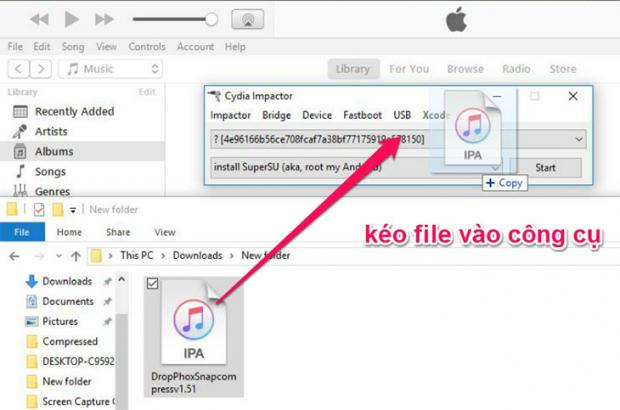 File Edit Song View Controls Account Help
Music
Library For You Browse Radio Store
Library Edit
Recently Added
Artists
Albums
Songs
Genres
Cydia Impactor
Impactor Bridge Device Fastboot USB Xcode
install SuperSU (aka, root my Android)
Start
IPA
+ Copy
New folder
File Home Share View
This PC > Downloads > New folder
kéo file vào công cụ
Downloads
Documents
Pictures
Compressed
DESKTOP-C9592
New folder
Screen Capture
IPA
DropPhoxSnapcom
pressv1.51